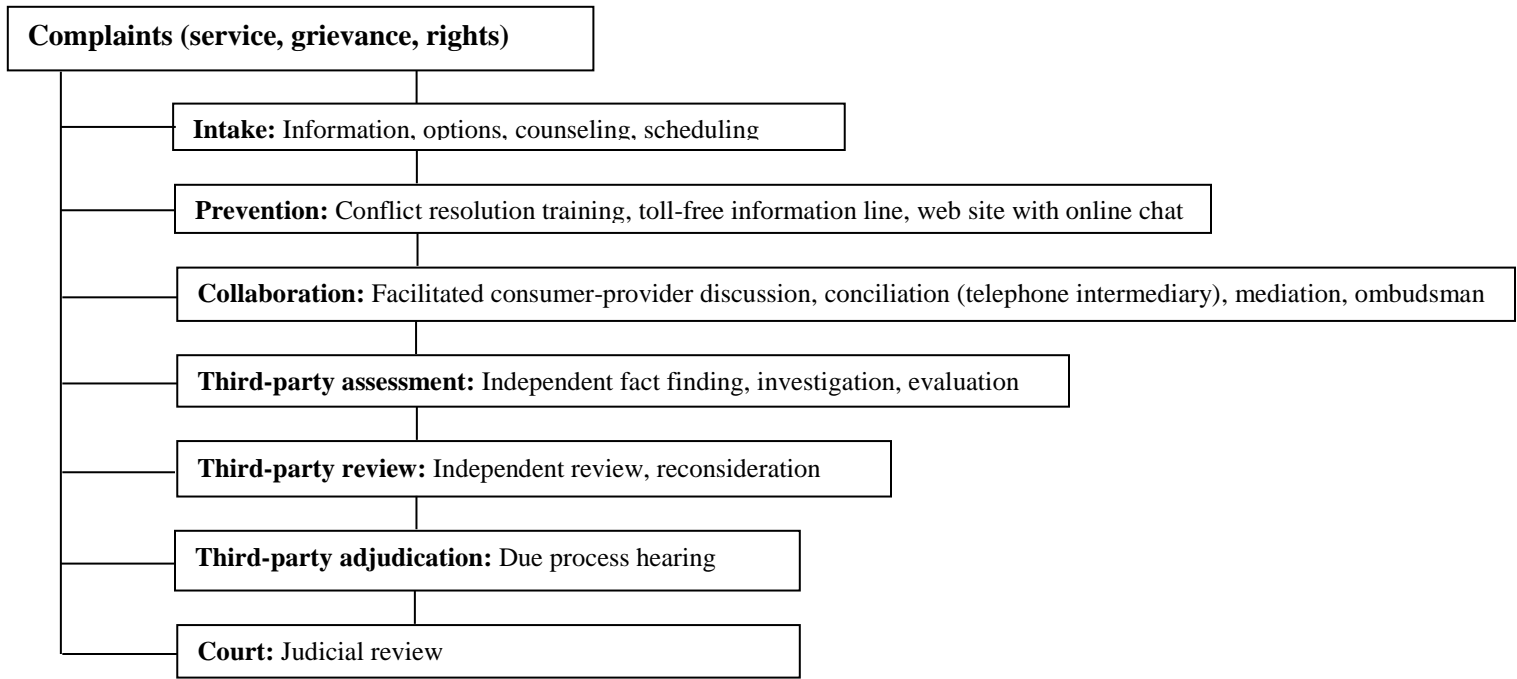 Complaints (service, grievance, rights)
Intake: Information, options, counseling, scheduling
Prevention: Conflict resolution training, toll-free information line, web site with online chat
Collaboration: Facilitated consumer-provider discussion, conciliation (telephone intermediary), mediation, ombudsman
Third-party assessment: Independent fact finding, investigation, evaluation
Third-party review: Independent review, reconsideration
Third-party adjudication: Due process hearing
Court: Judicial review